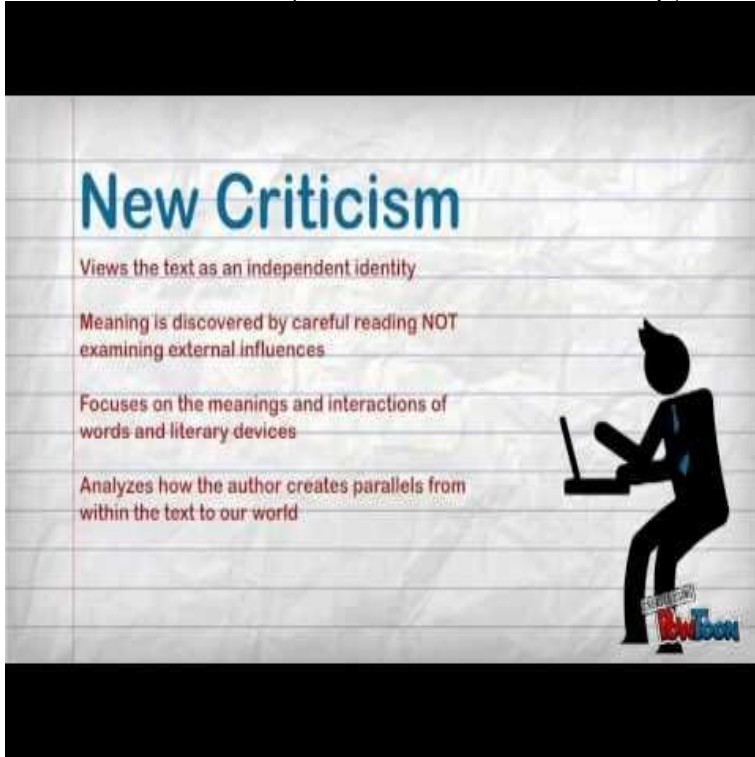 New Criticism
Views the text as an independent identity
Meaning is discovered by careful reading NOT
examining external influences
Focuses on the meanings and interactions of
words and literary devices
Analyzes how the author creates parallels from
within the text to our world
PowToon